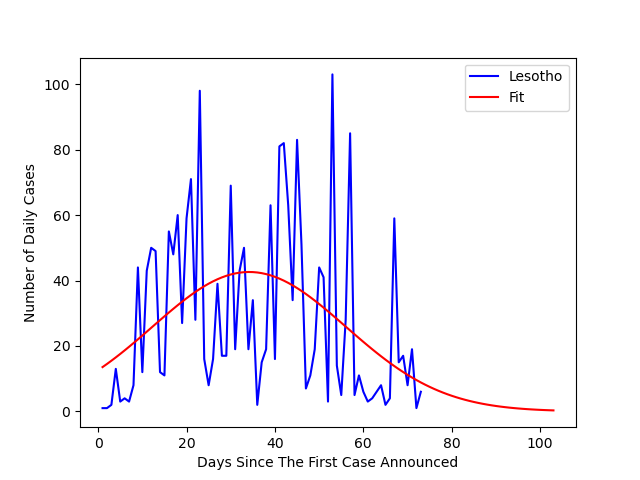 Lesotho
Fit
100
80
60
40
20
0
Number of Daily Cases
0 20 40 60 80 100
Days Since The First Case Announced